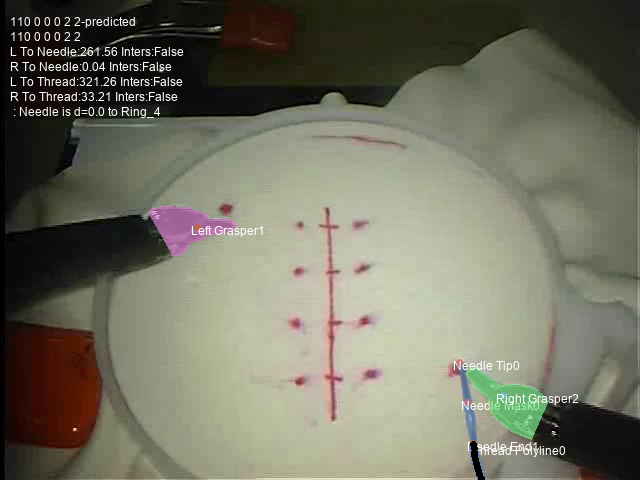 110 0 0 0 2 2-predicted
110 0 0 0 2 2
L To Needle:261.56 Inters:False
R To Needle:0.04 Inters:False
L To Thread:321.26 Inters:False
R To Thread:33.21 Inters:False
: Needle is d=0.0 to Ring_4
Left Grasper1
Needle Tip0
Right Grasper2
Needle Mask0
Needle End1
Thread Polyline0